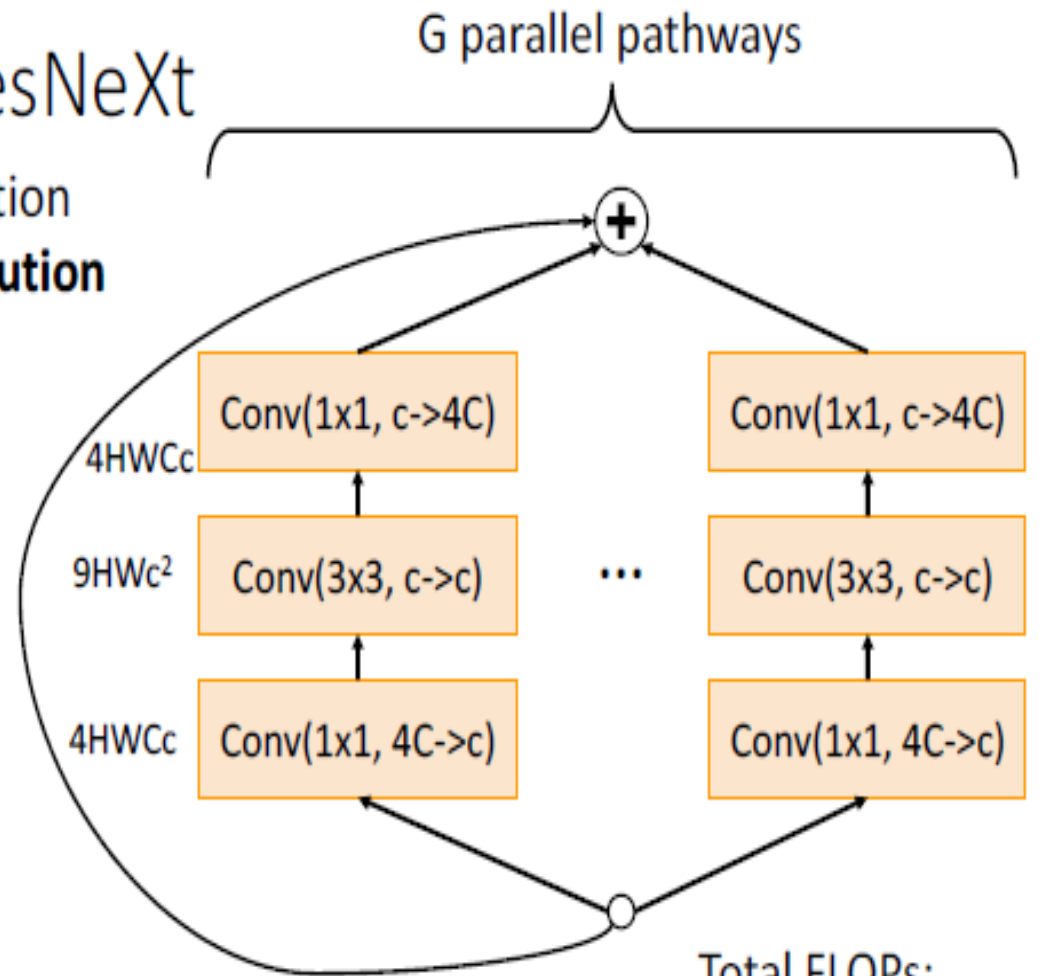 G parallel pathways
esNeXt
tion
ution
+
Conv(1x1, c->4C)
Conv(1x1, c->4C)
4HWCc
9HWc²
Conv(3x3, c->c)
...
Conv(3x3, c->c)
4HWCc
Conv(1x1, 4C->c)
Conv(1x1, 4C->c)
Total FLOPs: